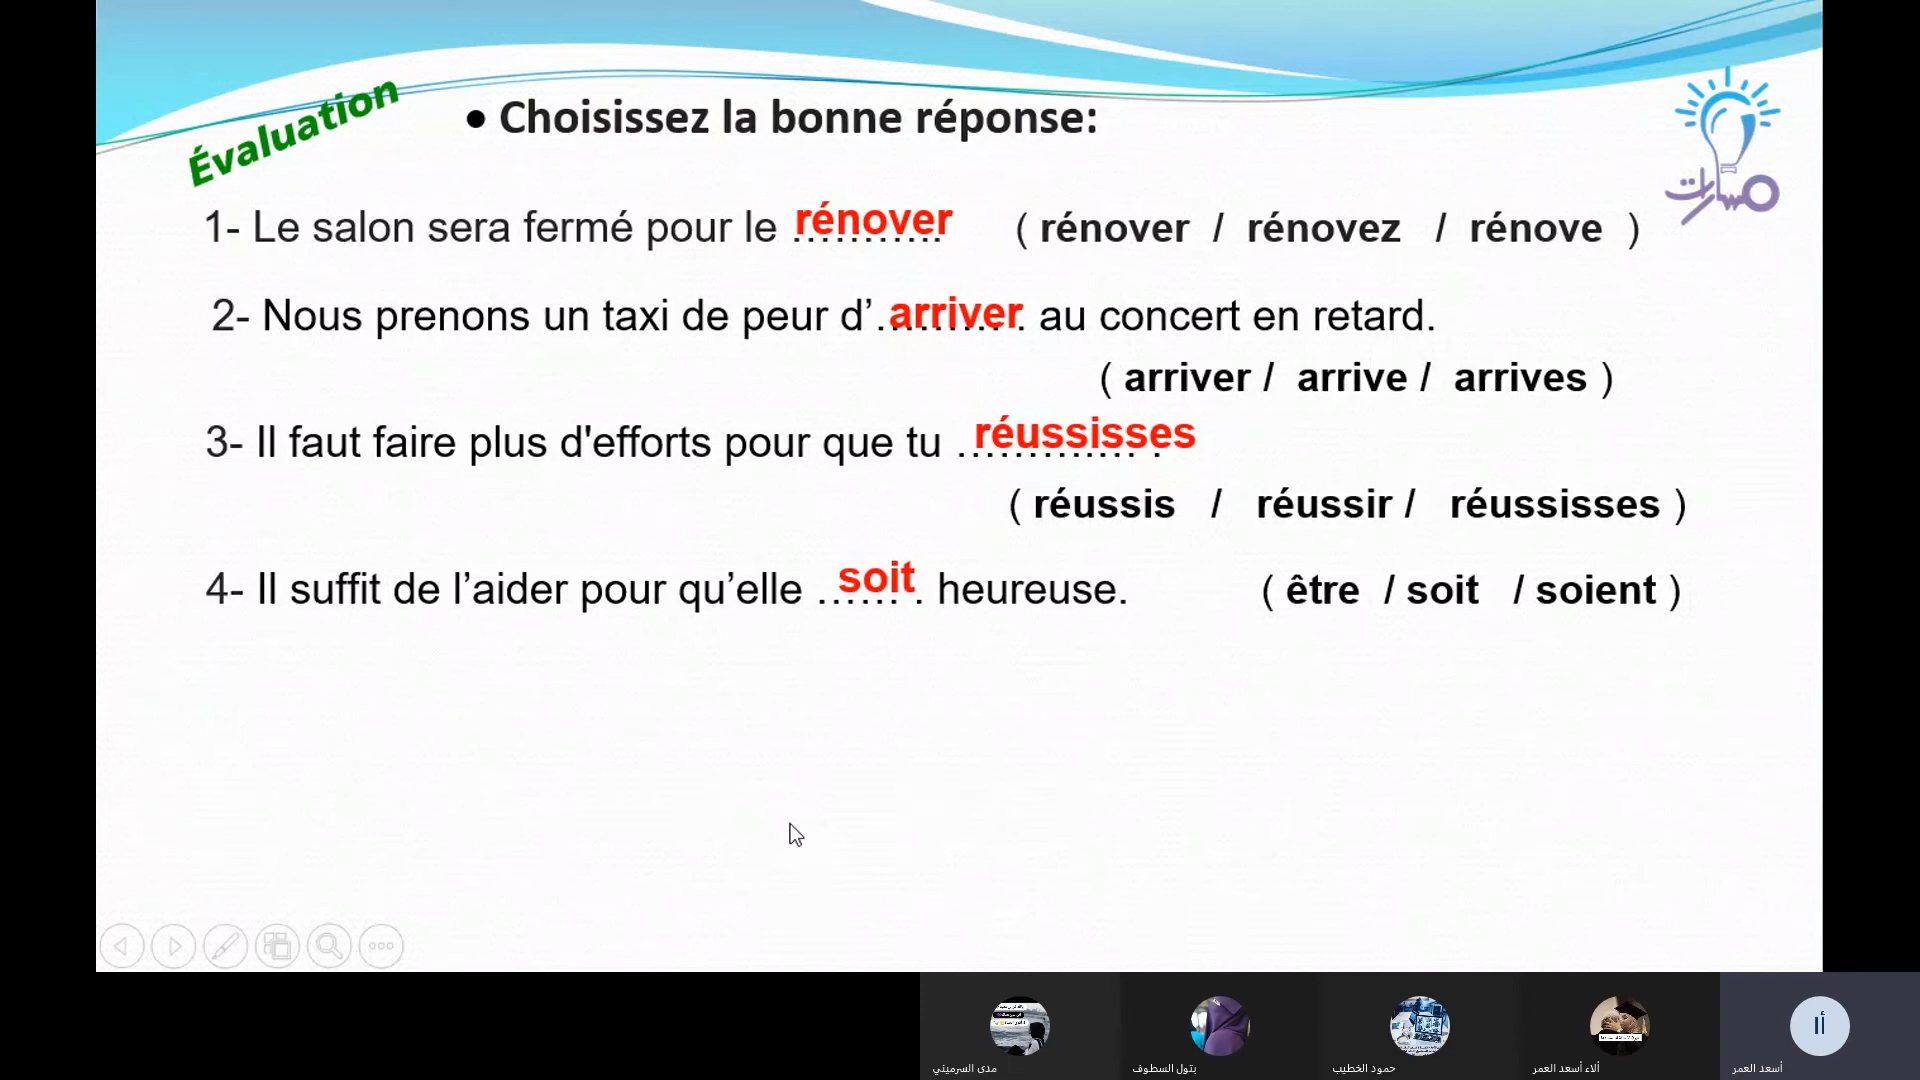 Évaluation
• Choisissez la bonne réponse:
مسارات
1- Le salon sera fermé pour le rénover ( rénover / rénovez / rénove )
2- Nous prenons un taxi de peur d’ arriver au concert en retard.
( arriver / arrive / arrives )
3- Il faut faire plus d'efforts pour que tu réussisses
( réussis / réussir / réussisses )
4- Il suffit de l’aider pour qu’elle soit heureuse. ( être / soit / soient )
أا
مدى السرميني
بتول السطوف
حمود الخطيب
آلاء أسعد العمر
أسعد العمر